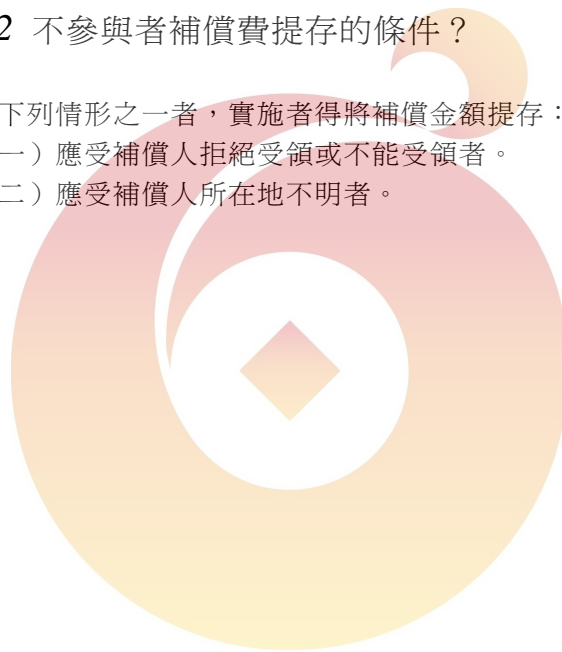 2 不參與者補償費提存的條件？
下列情形之一者，實施者得將補償金額提存：
一）應受補償人拒絕受領或不能受領者。
二）應受補償人所在地不明者。